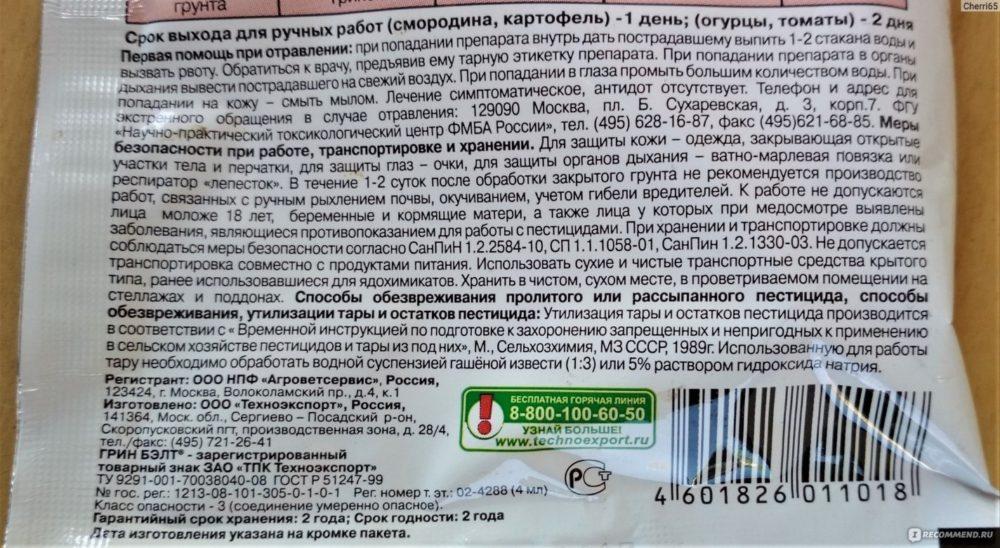 Cherri65
грунта
Срок выхода для ручных работ (смородина, картофель) -1 день; (огурцы, томаты) - 2 дня
Первая помощь при отравлении: при попадании препарата внутрь дать пострадавшему выпить 1-2 стакана воды и
вызвать рвоту. Обратиться к врачу, предъявив ему тарную этикетку препарата. При попадании препарата в органы
дыхания вывести пострадавшего на свежий воздух. При попадании в глаза промыть большим количеством воды. При
попадании на кожу – смыть мылом. Лечение симптоматическое, антидот отсутствует. Телефон и адрес для
экстренного обращения в случае отравления: 129090 Москва, пл. Б. Сухаревская, д. 3, корп.7. ФГУ
«Научно-практический токсикологический центр ФМБА России», тел. (495) 628-16-87, факс (495)621-68-85. Меры
безопасности при работе, транспортировке и хранении. Для защиты кожи – одежда, закрывающая открытые
участки тела и перчатки, для защиты глаз – очки, для защиты органов дыхания - ватно-марлевая повязка или
респиратор «лепесток». В течение 1-2 суток после обработки закрытого грунта не рекомендуется производство
работ, связанных с ручным рыхлением почвы, окучиванием, учетом гибели вредителей. К работе не допускаются
лица моложе 18 лет, беременные и кормящие матери, а также лица у которых при медосмотре выявлены
заболевания, являющиеся противопоказанием для работы с пестицидами. При хранении и транспортировке должны
соблюдаться меры безопасности согласно СанПиН 1.2.2584-10, СП 1.1.1058-01, СанПин 1.2.1330-03. Не допускается
транспортировка совместно с продуктами питания. Использовать сухие и чистые транспортные средства крытого
типа, ранее использовавшиеся для ядохимикатов. Хранить в чистом, сухом месте, в проветриваемом помещении на
стеллажах и поддонах. Способы обезвреживания пролитого или рассыпанного пестицида, способы
обезвреживания, утилизации тары и остатков пестицида: Утилизация тары и остатков пестицида производится
в соответствии с « Временной инструкцией по подготовке к захоронению запрещенных и непригодных к применению
в сельском хозяйстве пестицидов и тары из под них», М., Сельхозхимия, МЗ СССР, 1989г. Использованную для работы
тару необходимо обработать водной суспензией гашёной извести (1:3) или 5% раствором гидроксида натрия.
Регистрант: ООО НПФ «Агроветсервис», Россия,
123424, г. Москва, Волоколамский пр., д.4, к.1
Изготовлено: ООО «Техноэкспорт», Россия,
141364, Моск. обл., Сергиево – Посадский р-он,
Скоропусковский пгт, производственная зона, д. 28/4,
тел./факс: (495) 721-26-41
ГРИН БЭЛТ® - зарегистрированный
товарный знак ЗАО «ТПК Техноэкспорт»
ТУ 9291-001-70038040-08 ГОСТ Р 51247-99
№ гос. рег.: 1213-08-101-305-0-1-0-1 Рег. номер т. эт.: 02-4288 (4 мл)
Класс опасности - 3 (соединение умеренно опасное).
Гарантийный срок хранения: 2 года; Срок годности: 2 года
Дата изготовления указана на кромке пакета.
БЕСПЛАТНАЯ ГОРЯЧАЯ ЛИНИЯ
8-800-100-60-50
УЗНАЙ БОЛЬШЕ!
www.technoexport.ru
РСТ
4 601826 011018
I RECOMMEND.RU